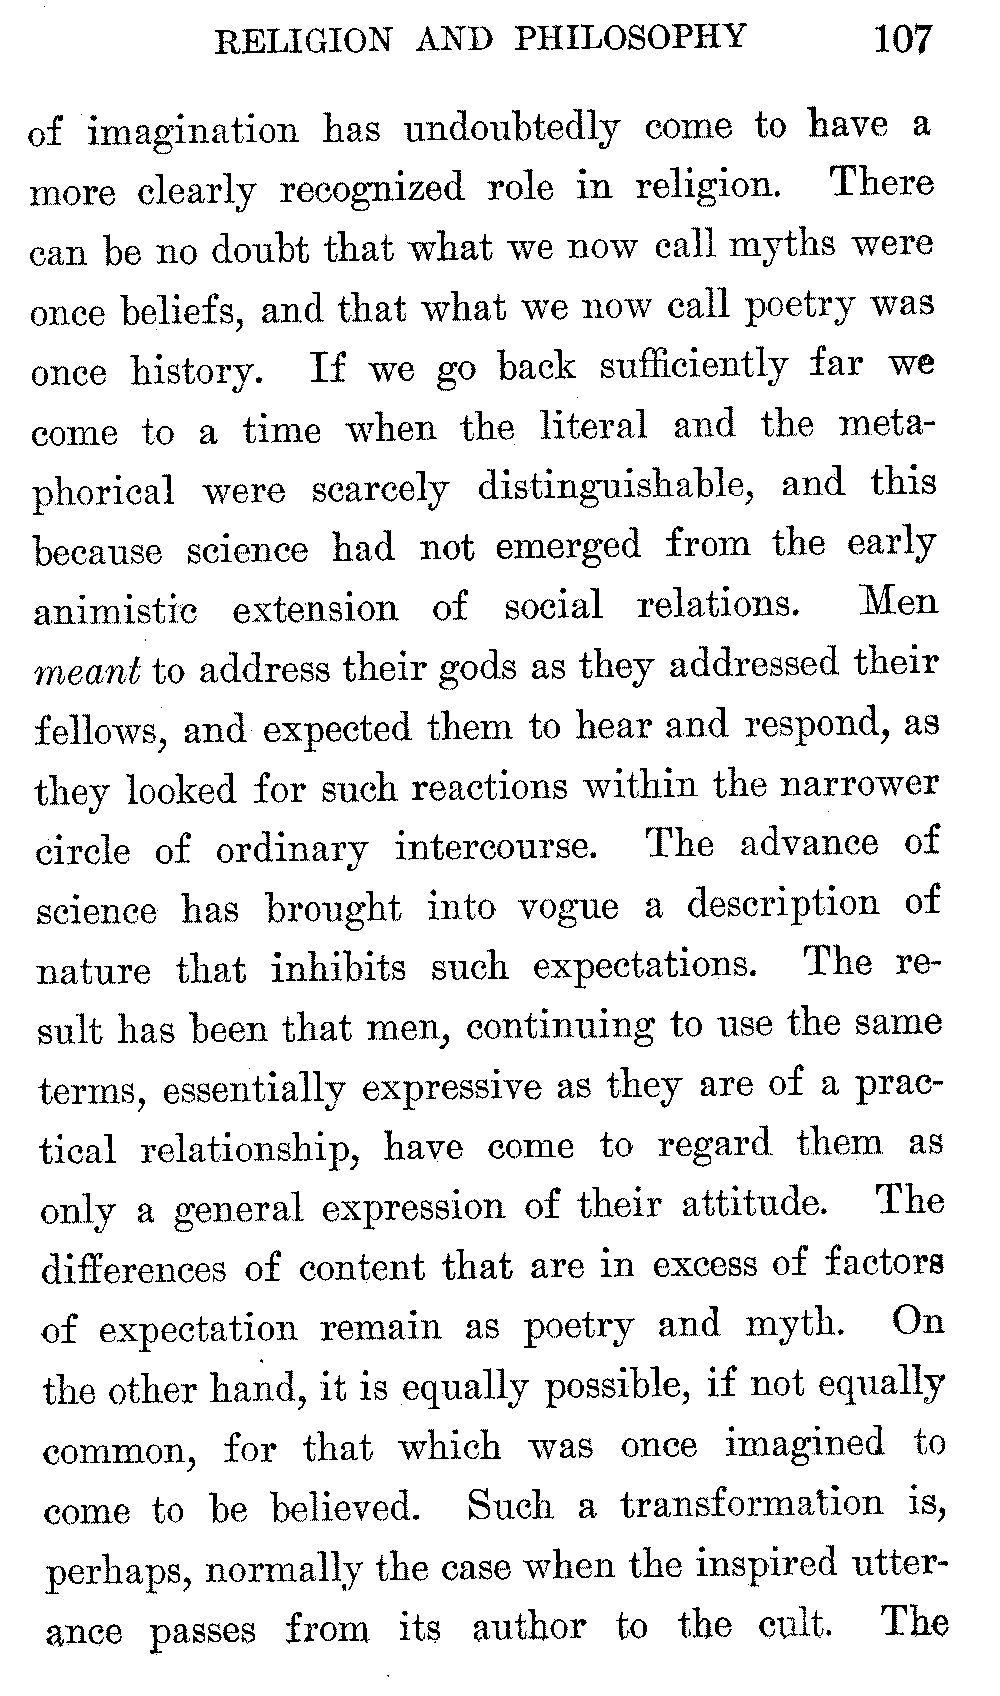 RELIGION AND PHILOSOPHY 107
of imagination has undoubtedly come to have a
more clearly recognized role in religion. There
can be no doubt that what we now call myths were
once beliefs, and that what we now call poetry was
once history. If we go back sufficiently far we
come to a time when the literal and the meta-
phorical were scarcely distinguishable, and this
because science had not emerged from the early
animistic extension of social relations. Men
meant to address their gods as they addressed their
fellows, and expected them to hear and respond, as
they looked for such reactions within the narrower
circle of ordinary intercourse. The advance of
science has brought into vogue a description of
nature that inhibits such expectations. The re-
sult has been that men, continuing to use the same
terms, essentially expressive as they are of a prac-
tical relationship, have come to regard them as
only a general expression of their attitude. The
differences of content that are in excess of factors
of expectation remain as poetry and myth. On
the other hand, it is equally possible, if not equally
common, for that which was once imagined to
come to be believed. Such a transformation is,
perhaps, normally the case when the inspired utter-
ance passes from its author to the cult. The